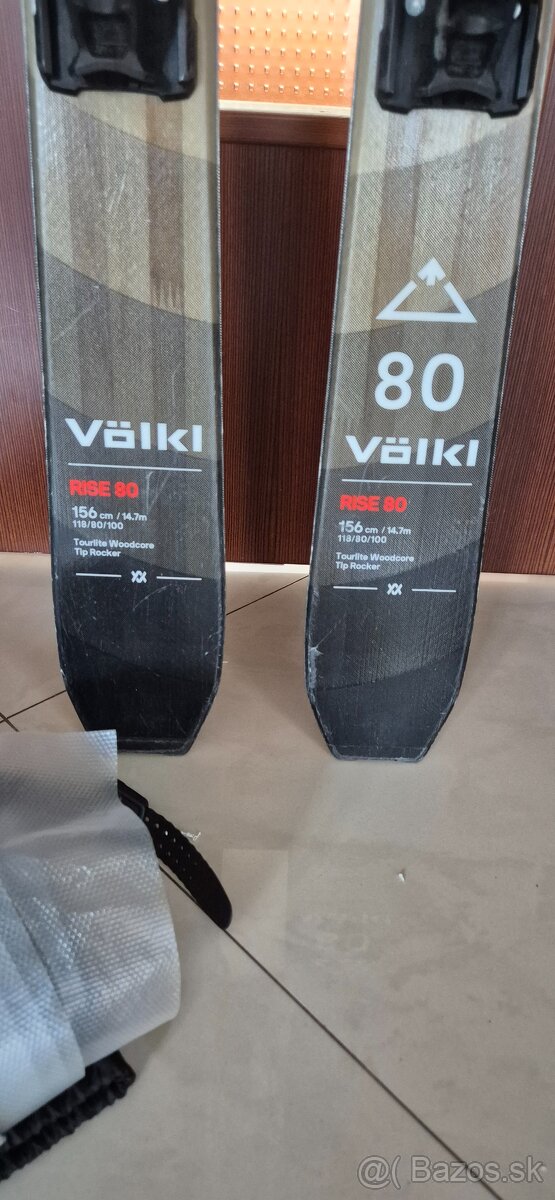 Völkl
RISE 80
156 cm / 14.7m
118/80/100
Tourlite Woodcore
Tip Rocker
80
Völkl
RISE 80
156 cm / 14.7m
118/80/100
Tourlite Woodcore
Tip Rocker
@( Bazos.sk